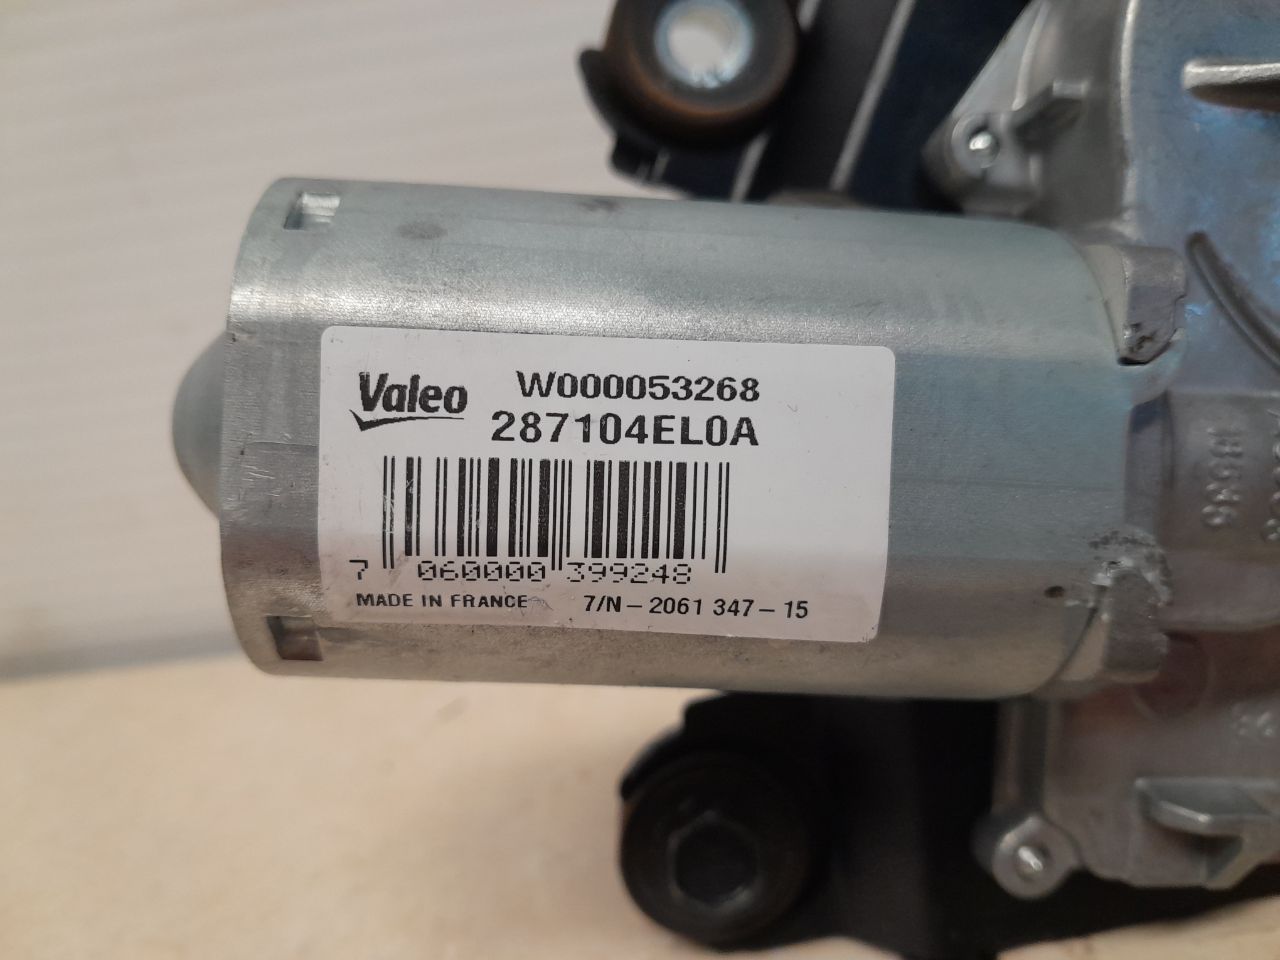 Valeo
W000053268
287104EL0A
7 060000 399248
MADE IN FRANCE 7/N-2061 347-15